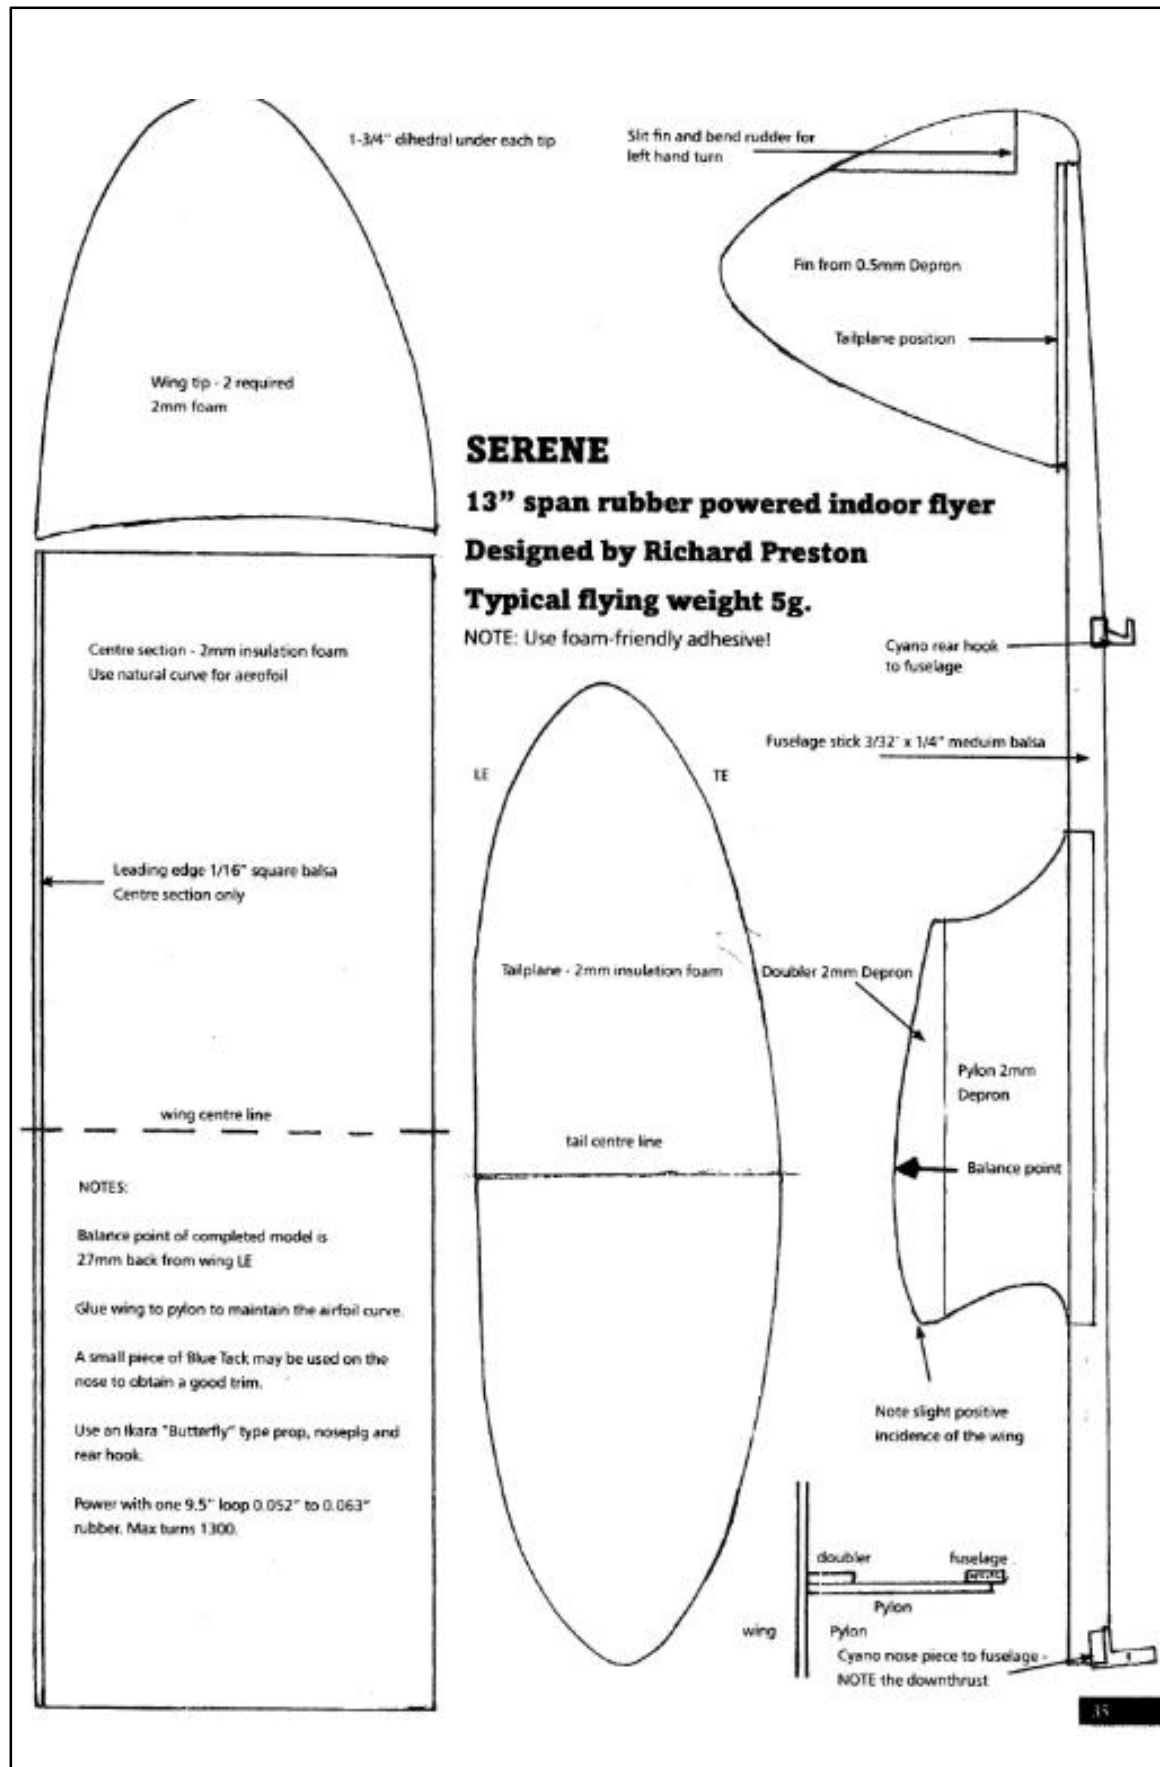 1-3/4" dihedral under each tip
Slit fin and bend rudder for
left hand turn
Fin from 0.5mm Depron
Tailplane position
Wing tip - 2 required
2mm foam
SERENE
13" span rubber powered indoor flyer
Designed by Richard Preston
Typical flying weight 5g.
NOTE: Use foam-friendly adhesive!
Centre section - 2mm insulation foam
Use natural curve for aerofoil
Cyano rear hook
to fuselage
Fuselage stick 3/32" x 1/4" meduim balsa
LE
TE
Leading edge 1/16" square balsa
Centre section only
Tailplane - 2mm insulation foam
Doubler 2mm Depron
Pylon 2mm
Depron
wing centre line
tail centre line
Balance point
NOTES:
Balance point of completed model is
27mm back from wing LE
Glue wing to pylon to maintain the airfoil curve.
A small piece of Blue Tack may be used on the
nose to obtain a good trim.
Use an Ikara "Butterfly" type prop, noseplg and
rear hook.
Power with one 9.5" loop 0.052" to 0.063"
rubber. Max turns 1300.
Note slight positive
incidence of the wing
doubler
fuselage
Pylon
wing
Pylon
Cyano nose piece to fuselage -
NOTE the downthrust
35